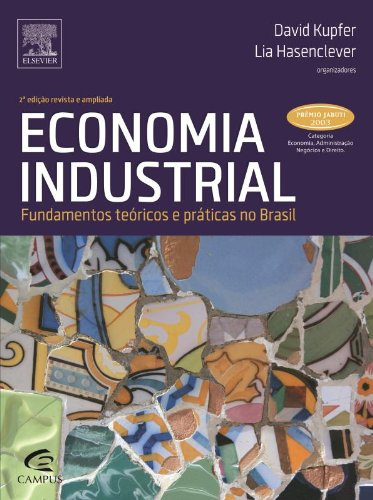 David Kupfer
Lia Hasenclever
organizadores
ELSEVIER
2ª edição revista e ampliada
PRÊMIO JABUTI
2003
Categoria
Economia, Administração
Negócios e Direito.
ECONOMIA
INDUSTRIAL
Fundamentos teóricos e práticas no Brasil
CAMPUS